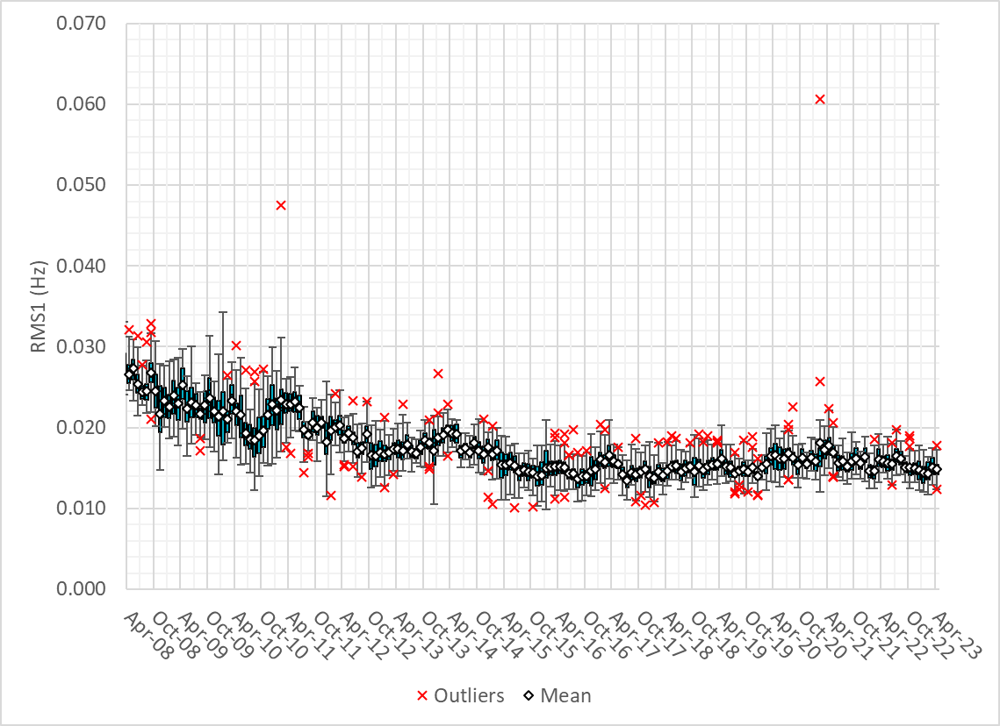 0.070
0.060
0.050
0.040
0.030
0.020
0.010
0.000
RMS1 (Hz)
Apr-08
Oct-08
Apr-09
Oct-09
Apr-10
Oct-10
Apr-11
Oct-11
Apr-12
Oct-12
Apr-13
Oct-13
Apr-14
Oct-14
Apr-15
Oct-15
Apr-16
Oct-16
Apr-17
Oct-17
Apr-18
Oct-18
Apr-19
Oct-19
Apr-20
Oct-20
Apr-21
Oct-21
Apr-22
Oct-22
Apr-23
Outliers
Mean